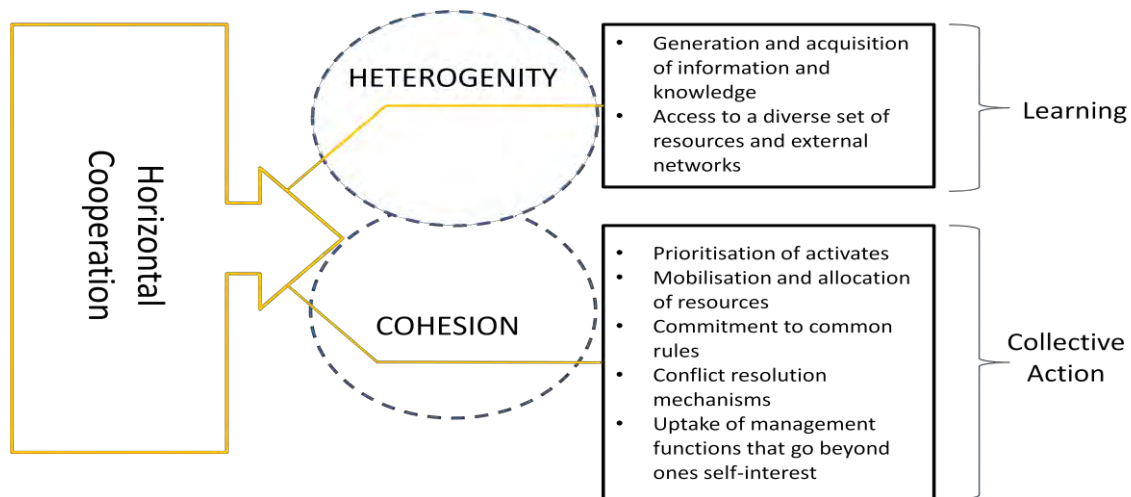 Horizontal
Cooperation
HETEROGENITY
• Generation and acquisition
of information and
knowledge
• Access to a diverse set of
resources and external
networks
Learning
COHESION
• Prioritisation of activates
• Mobilisation and allocation
of resources
• Commitment to common
rules
• Conflict resolution
mechanisms
• Uptake of management
functions that go beyond
ones self-interest
Collective
Action